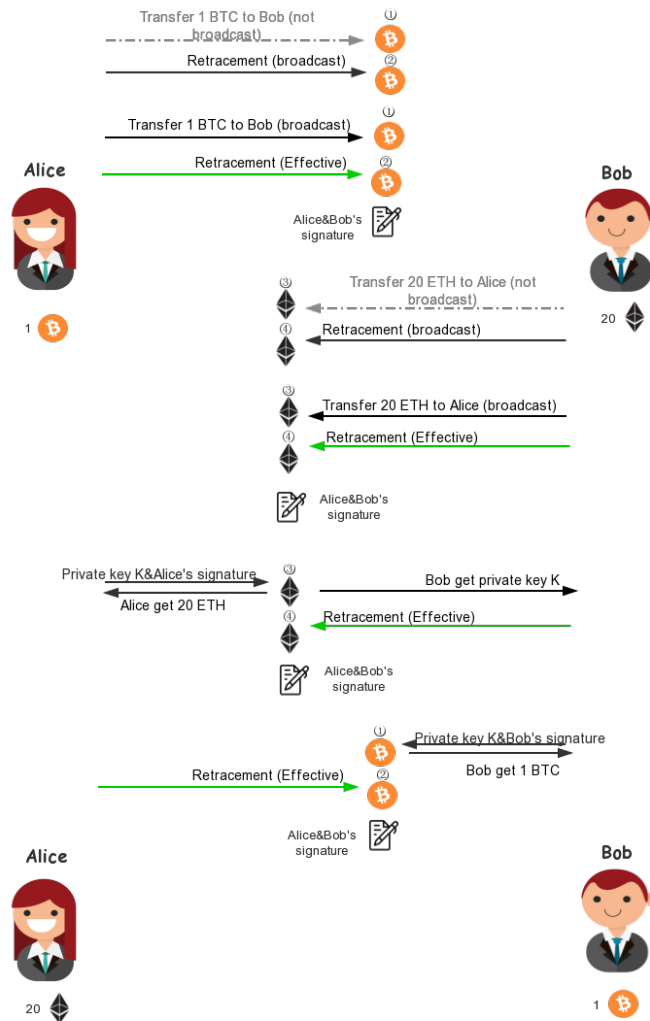 Transfer 1 BTC to Bob (not
broadcast)
①
Retracement (broadcast)
②
Transfer 1 BTC to Bob (broadcast)
①
Alice
Retracement (Effective)
②
Bob
Alice&Bob's
signature
1
③
Transfer 20 ETH to Alice (not
broadcast)
20
④
Retracement (broadcast)
③
Transfer 20 ETH to Alice (broadcast)
④
Retracement (Effective)
Alice&Bob's
signature
Private key K&Alice's signature
③
Bob get private key K
Alice get 20 ETH
④
Retracement (Effective)
Alice&Bob's
signature
①
Private key K&Bob's signature
Retracement (Effective)
②
Bob get 1 BTC
Alice&Bob's
signature
Alice
Bob
20
1